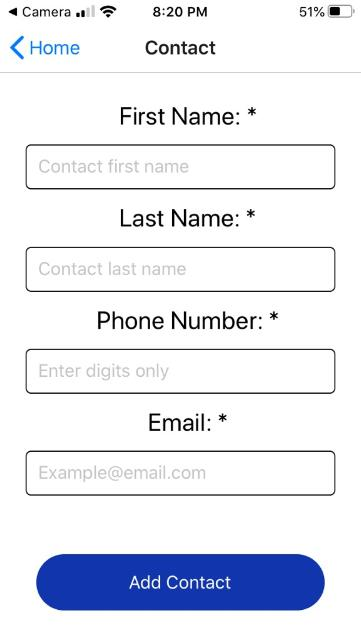 Camera 8:20 PM 51%
Home Contact
First Name: *
Contact first name
Last Name: *
Contact last name
Phone Number: *
Enter digits only
Email: *
Example@email.com
Add Contact